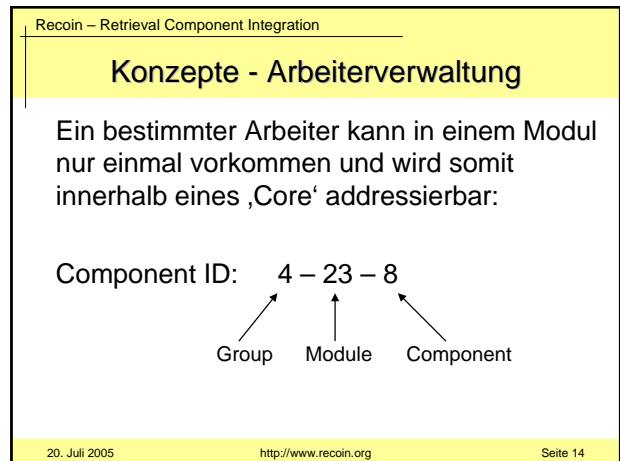 Recoin – Retrieval Component Integration
Konzepte - Arbeiterverwaltung
Ein bestimmter Arbeiter kann in einem Modul
nur einmal vorkommen und wird somit
innerhalb eines ‚Core‘ addressierbar:
Component ID: 4 – 23 – 8
Group Module Component
20. Juli 2005 http://www.recoin.org Seite 14